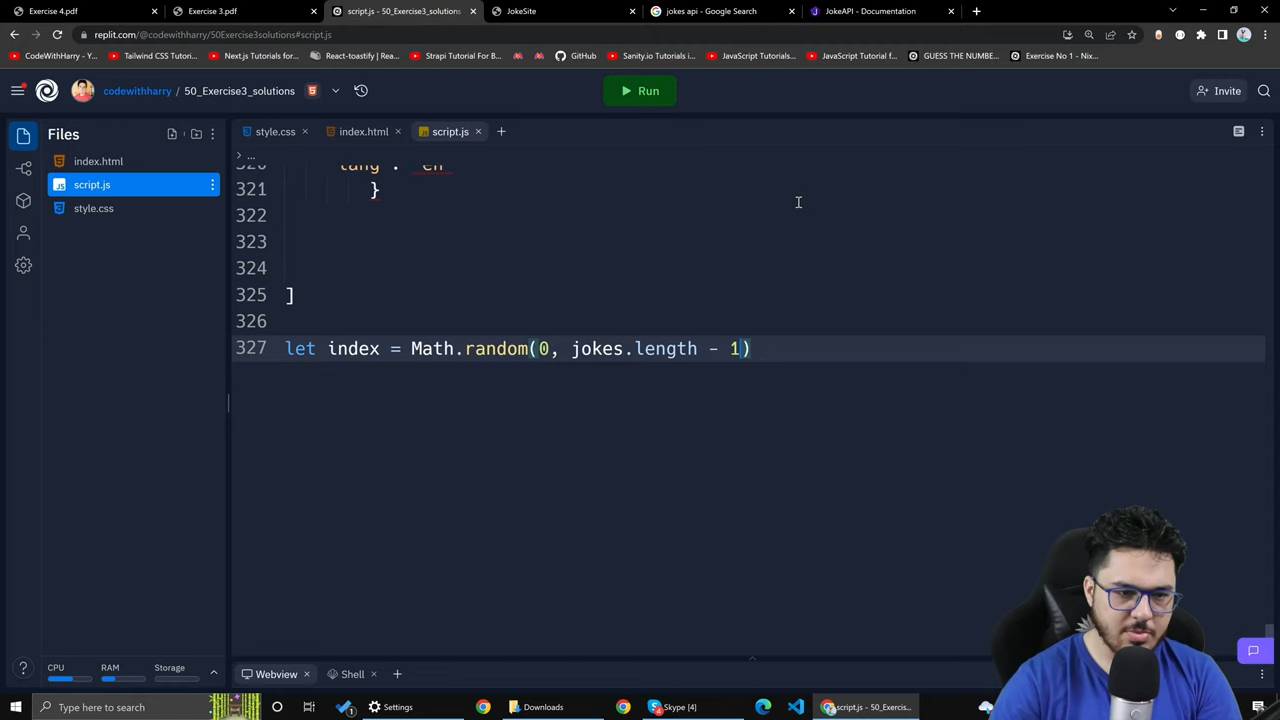 Exercise 4.pdf
Exercise 3.pdf
script.js - 50_Exercise3_solutions
JokeSite
jokes api - Google Search
JokeAPI - Documentation
replit.com/@codewithharry/50Exercise3solutions#script.js
CodeWithHarry - Y...
Tailwind CSS Tutori...
Next.js Tutorials For...
React-toastify | Rea...
Strapi Tutorial For B...
GitHub
Sanity.io Tutorials i...
JavaScript Tutorials...
JavaScript Tutorial f...
GUESS THE NUMBE...
Exercise No 1 - Nix...
codewithharry / 50_Exercise3_solutions
Run
Invite
Files
style.css
index.html
script.js
index.html
script.js
style.css
...
320 "lang": "en"
321 }
322
323
324
325 ]
326
327 let index = Math.random(0, jokes.length - 1)
CPU
RAM
Storage
Webview
Shell
Type here to search
1
Settings
Downloads
Skype [4]
script.js - 50_Exerc...